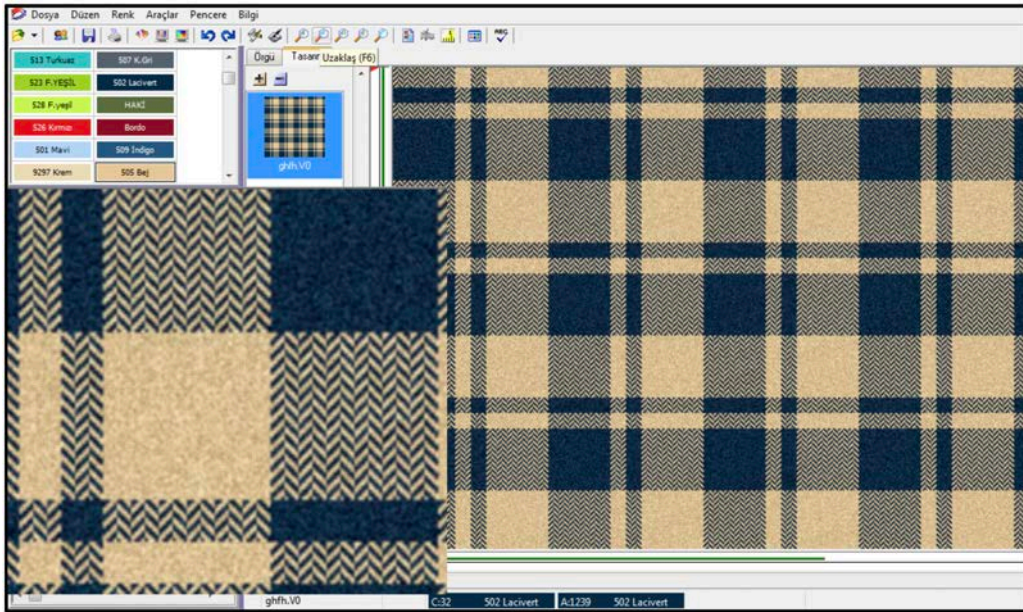 Dosya Düzen Renk Araçlar Pencere Bilgi
513 Turkuaz 507 K.Gri
523 F.YEŞİL 502 Lacivert
528 F.yeşl HAKİ
526 Kırmızı Bordo
501 Mavi 509 İndigo
9297 Krem 505 Bej
Örgü Tasarır Uzaklaş (F6)
ghfh.V0
ghfh.V0 C:32 502 Lacivert A:1239 502 Lacivert